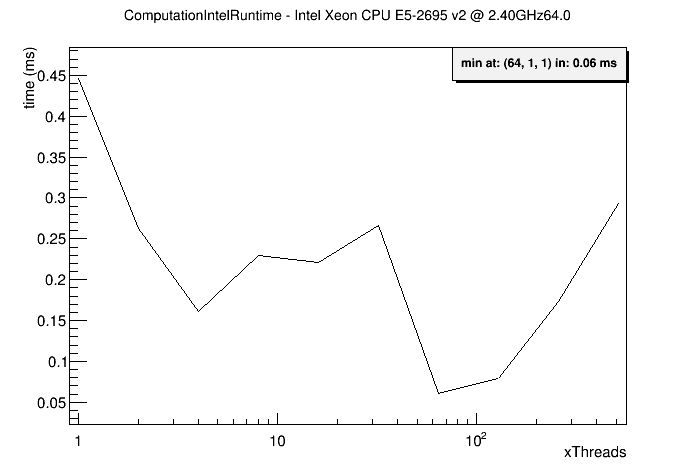 ComputationIntelRuntime - Intel Xeon CPU E5-2695 v2 @ 2.40GHz64.0
min at: (64, 1, 1) in: 0.06 ms
time (ms)
0.45
0.4
0.35
0.3
0.25
0.2
0.15
0.1
0.05
1 10 10²
xThreads